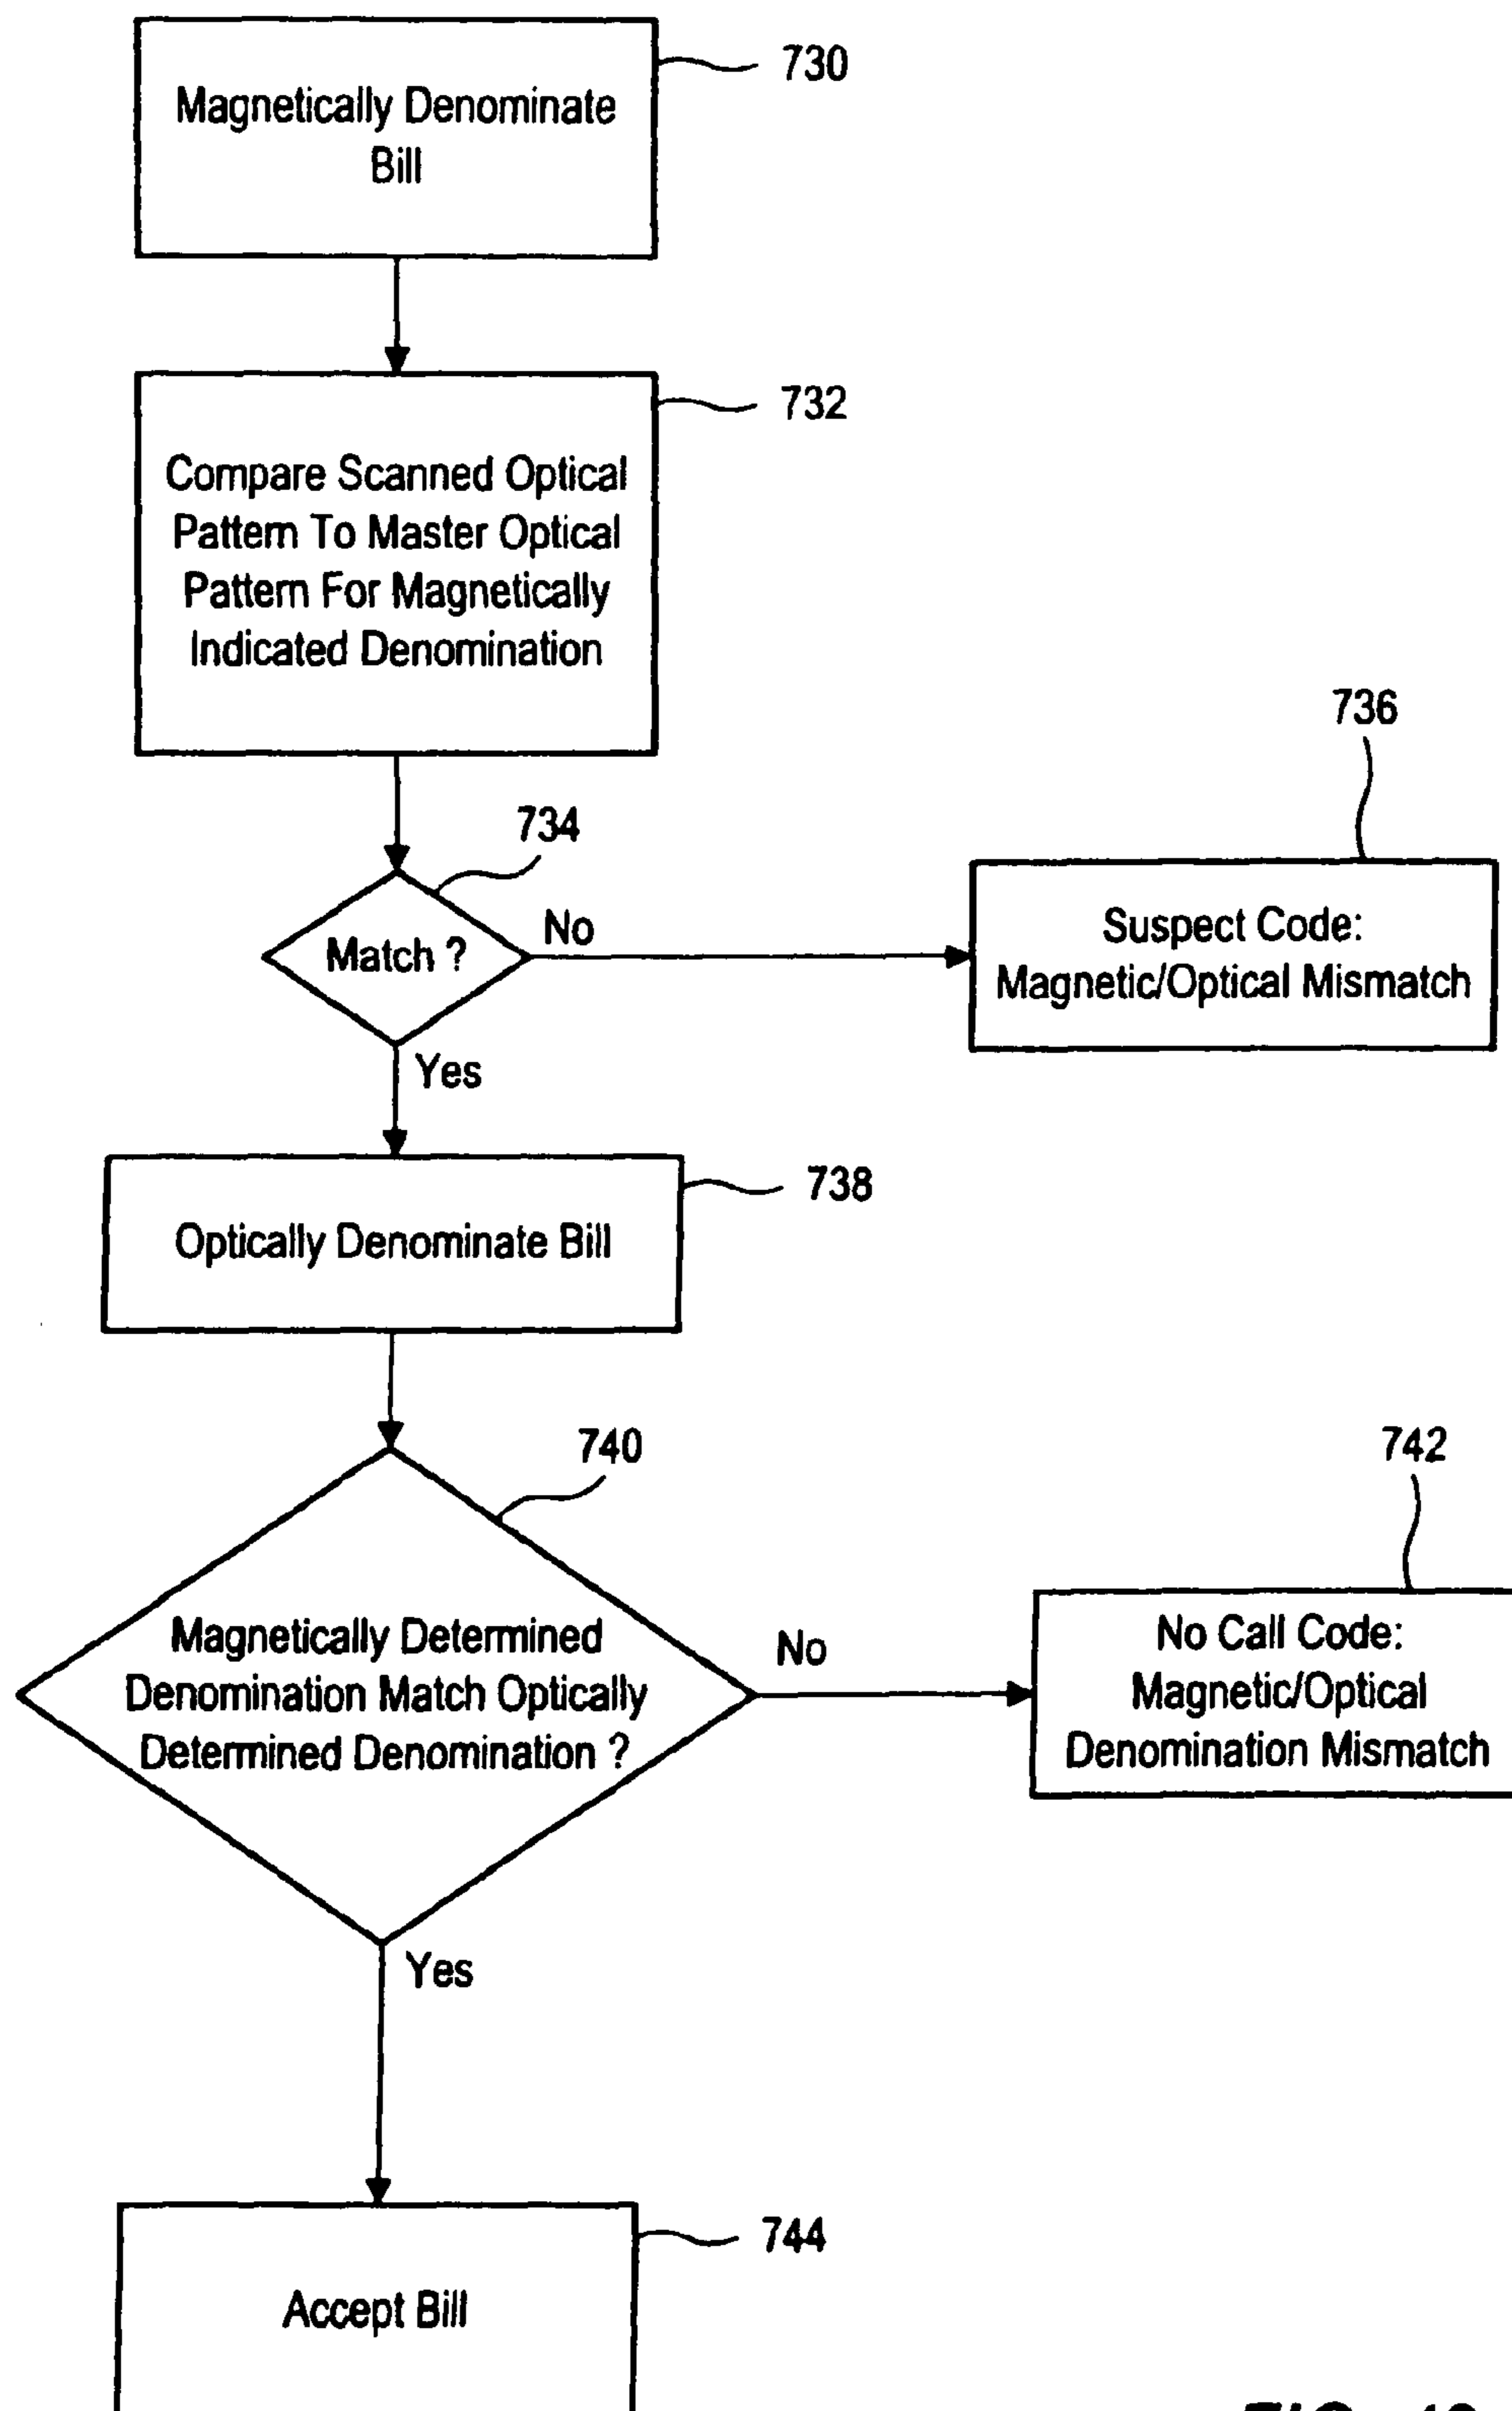 730
Magnetically Denominate
Bill
732
Compare Scanned Optical
Pattern To Master Optical
Pattern For Magnetically
Indicated Denomination
736
734
Match ?
No
Suspect Code:
Magnetic/Optical Mismatch
Yes
738
Optically Denominate Bill
740
742
Magnetically Determined
Denomination Match Optically
Determined Denomination ?
No
No Call Code:
Magnetic/Optical
Denomination Mismatch
Yes
744
Accept Bill